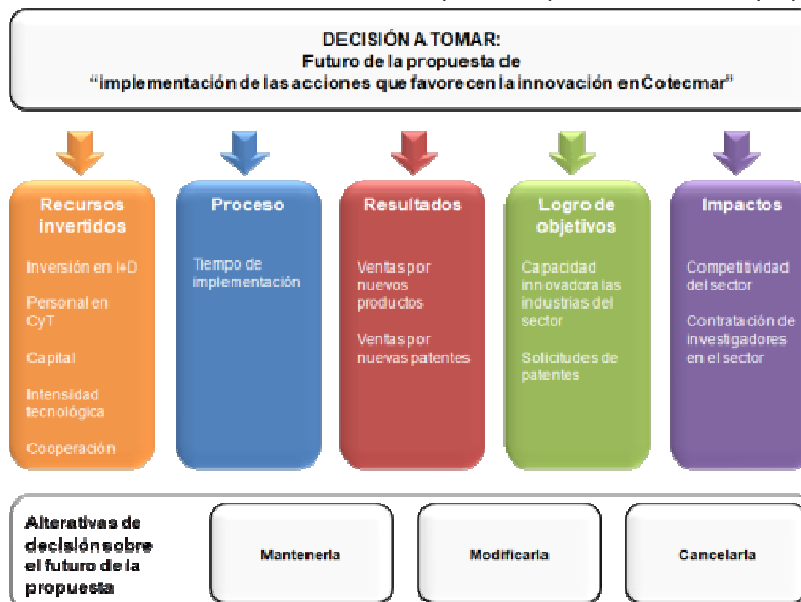 DECISIÓN A TOMAR:
Futuro de la propuesta de
“implementación de las acciones que favorecen la innovación en Cotecmar”
Recursos
invertidos
Inversión en I+D
Personal en
CyT
Capital
Intensidad
tecnológica
Cooperación
Proceso
Tiempo de
implementación
Resultados
Ventas por
nuevos
productos
Ventas por
nuevas patentes
Logro de
objetivos
Capacidad
innovadora las
industrias del
sector
Solicitudes de
patentes
Impactos
Competitividad
del sector
Contratación de
investigadores
en el sector
Alterativas de
decisión sobre
el futuro de la
propuesta
Mantenerla
Modificarla
Cancelarla